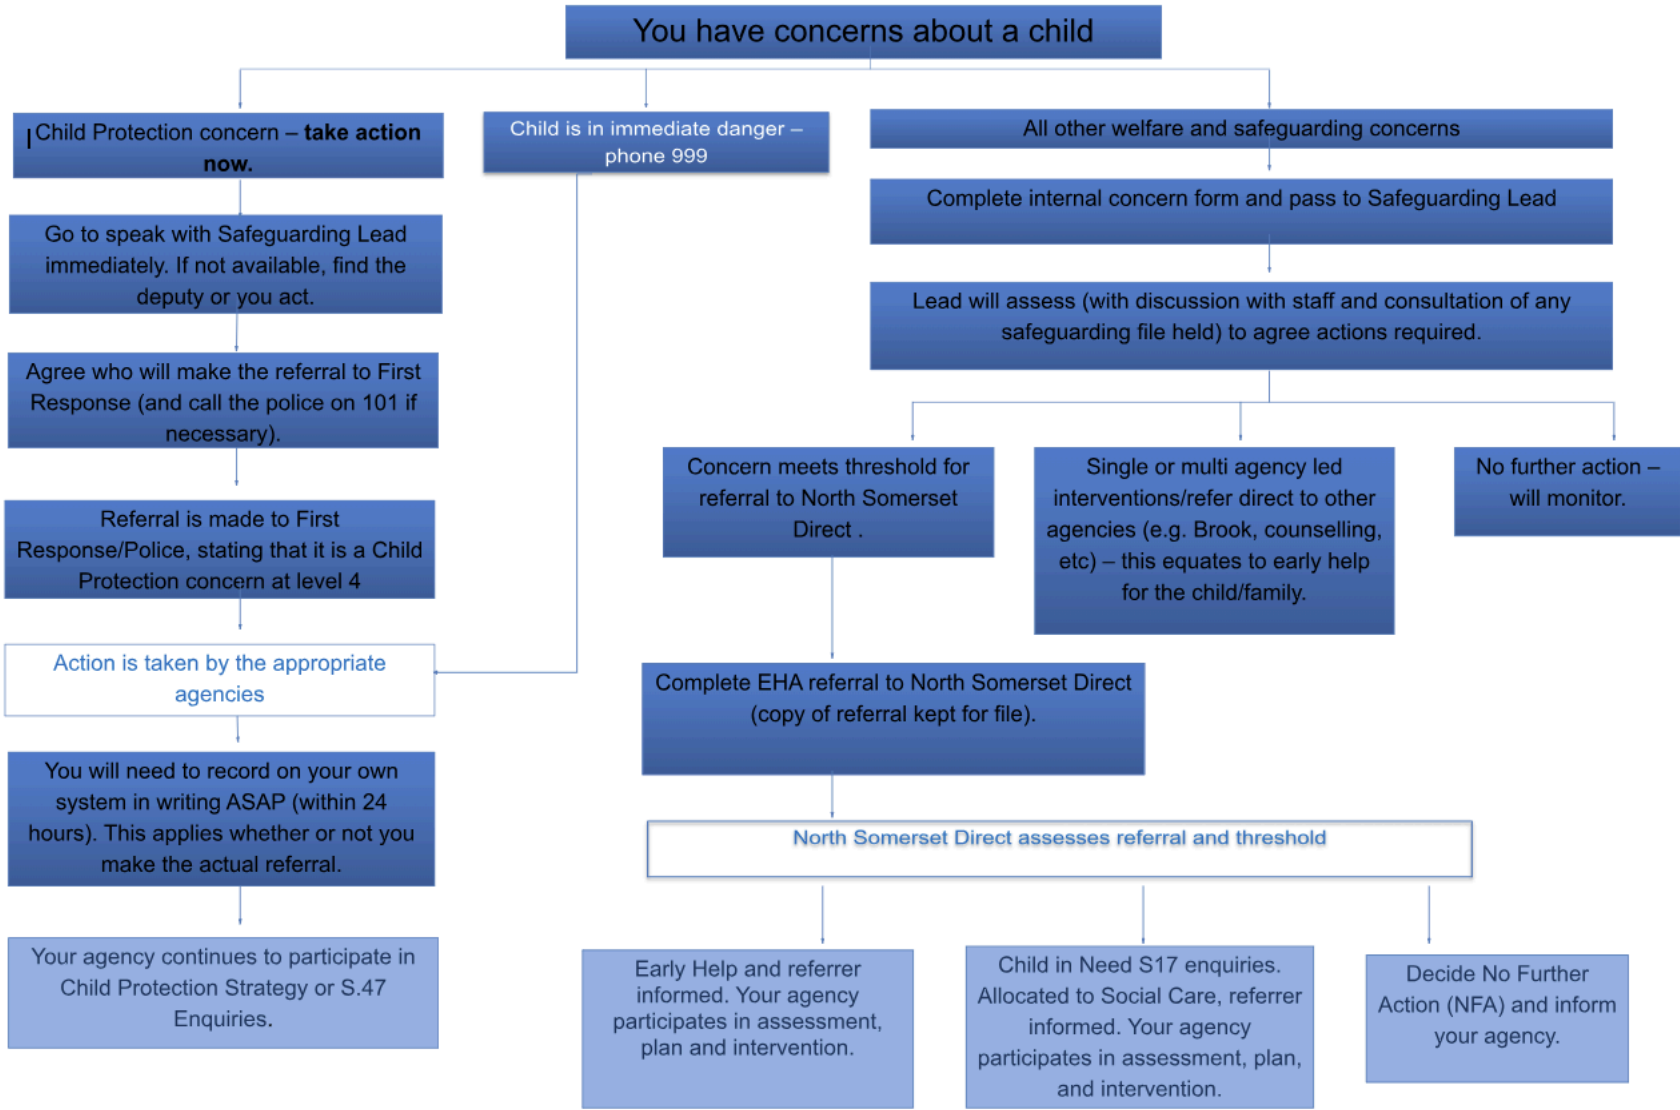 You have concerns about a child
Child Protection concern – take action
now.
Child is in immediate danger –
phone 999
All other welfare and safeguarding concerns
Go to speak with Safeguarding Lead
immediately. If not available, find the
deputy or you act.
Complete internal concern form and pass to Safeguarding Lead
Agree who will make the referral to First
Response (and call the police on 101 if
necessary).
Lead will assess (with discussion with staff and consultation of any
safeguarding file held) to agree actions required.
Referral is made to First
Response/Police, stating that it is a Child
Protection concern at level 4
Concern meets threshold for
referral to North Somerset
Direct .
Single or multi agency led
interventions/refer direct to other
agencies (e.g. Brook, counselling,
etc) – this equates to early help
for the child/family.
No further action –
will monitor.
Action is taken by the appropriate
agencies
Complete EHA referral to North Somerset Direct
(copy of referral kept for file).
You will need to record on your own
system in writing ASAP (within 24
hours). This applies whether or not you
make the actual referral.
North Somerset Direct assesses referral and threshold
Your agency continues to participate in
Child Protection Strategy or S.47
Enquiries.
Early Help and referrer
informed. Your agency
participates in assessment,
plan and intervention.
Child in Need S17 enquiries.
Allocated to Social Care, referrer
informed. Your agency
participates in assessment, plan,
and intervention.
Decide No Further
Action (NFA) and inform
your agency.